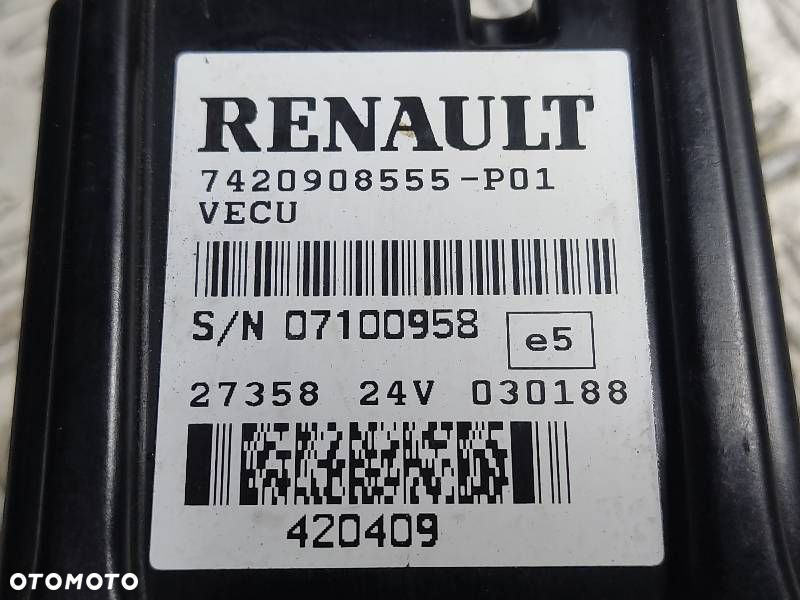 RENAULT
7420908555-P01
VECU
S/N 07100958
e5
27358 24V 030188
420409
OTOMOTO